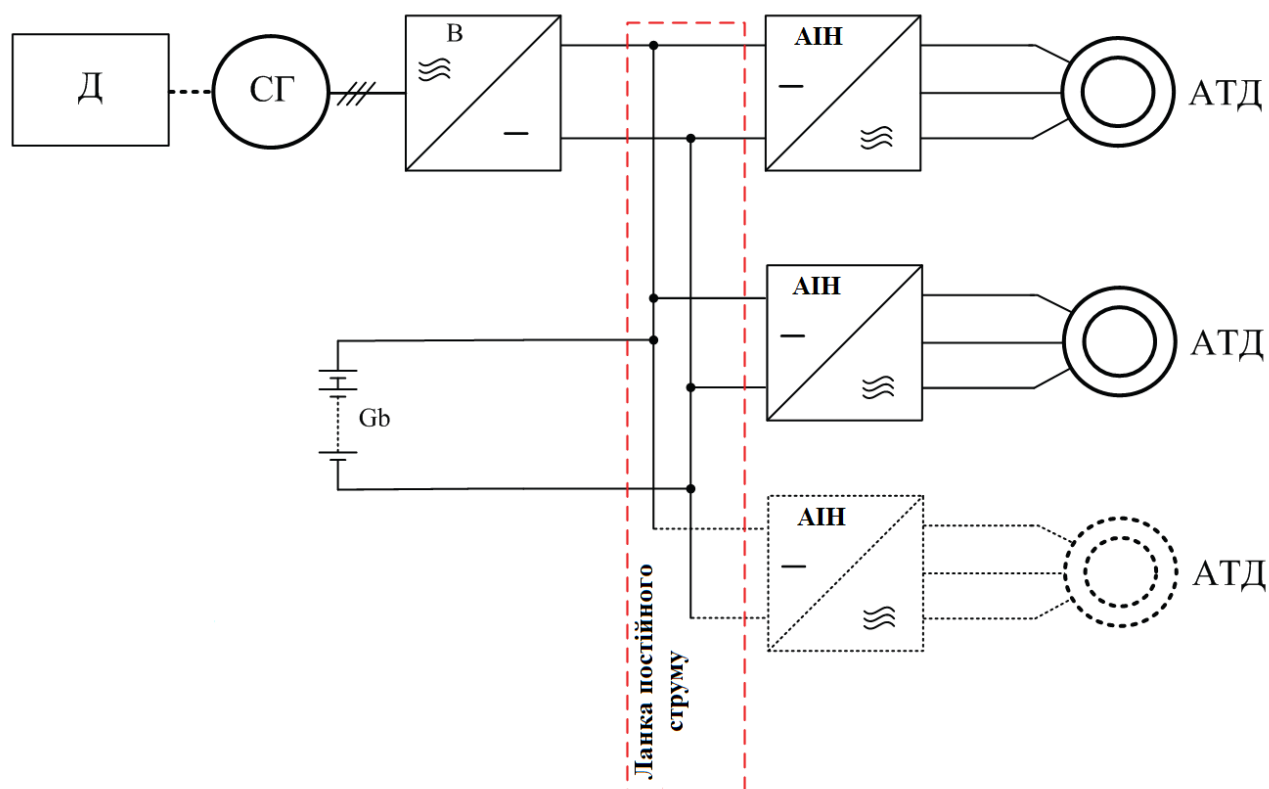 Д
СГ
В
АІН
АТД
АІН
АТД
Gb
АІН
АТД
Ланка постійного
струму